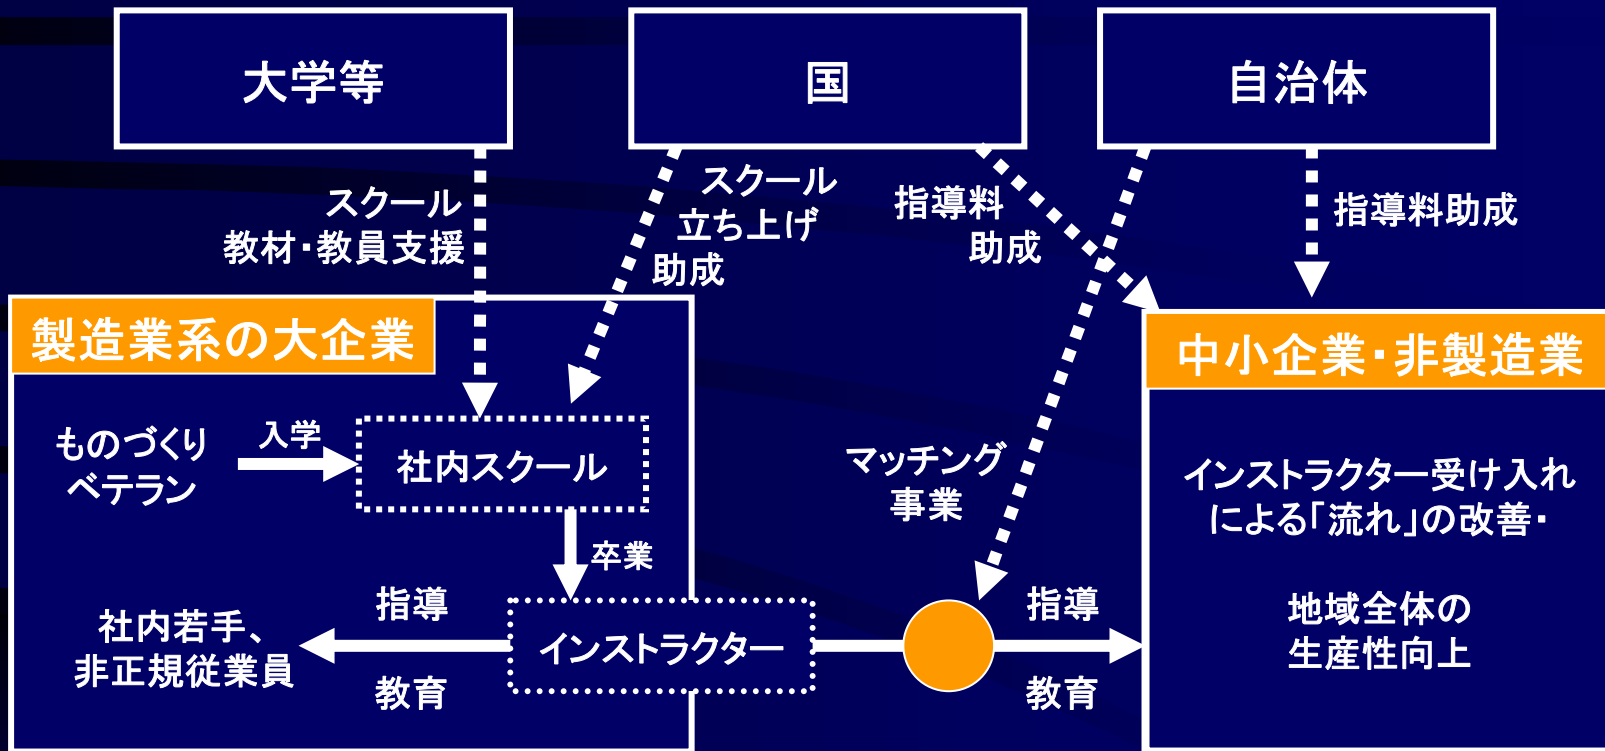 大学等
国
自治体
スクール
教材・教員支援
スクール
立ち上げ
助成
指導料
助成
指導料助成
製造業系の大企業
中小企業・非製造業
ものづくり
ベテラン
入学
社内スクール
卒業
マッチング
事業
インストラクター受け入れ
による「流れ」の改善・
地域全体の
生産性向上
社内若手、
非正規従業員
指導
教育
インストラクター
指導
教育